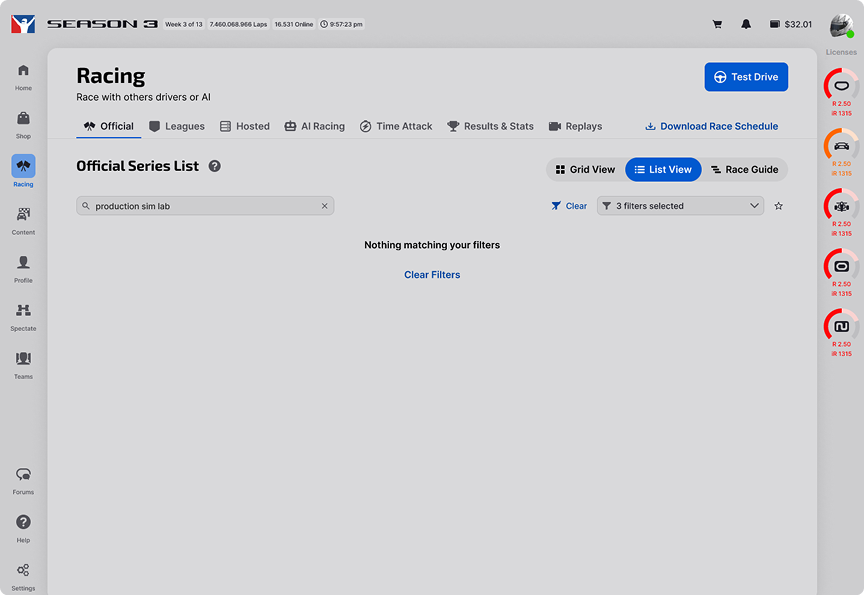 SEASON 3 Week 3 of 13 7.460.068.966 Laps 16.531 Online 9:57:23 pm $32.01
Licenses
Home
Shop
Racing
Content
Profile
Spectate
Teams
Forums
Help
Settings
Racing
Race with others drivers or AI
Test Drive
Official Leagues Hosted AI Racing Time Attack Results & Stats Replays Download Race Schedule
Official Series List ? Grid View List View Race Guide
production sim lab Clear 3 filters selected
Nothing matching your filters
Clear Filters
R 2.50
iR 1315
R 2.50
iR 1315
R 2.50
iR 1315
R 2.50
iR 1315
R 2.50
iR 1315